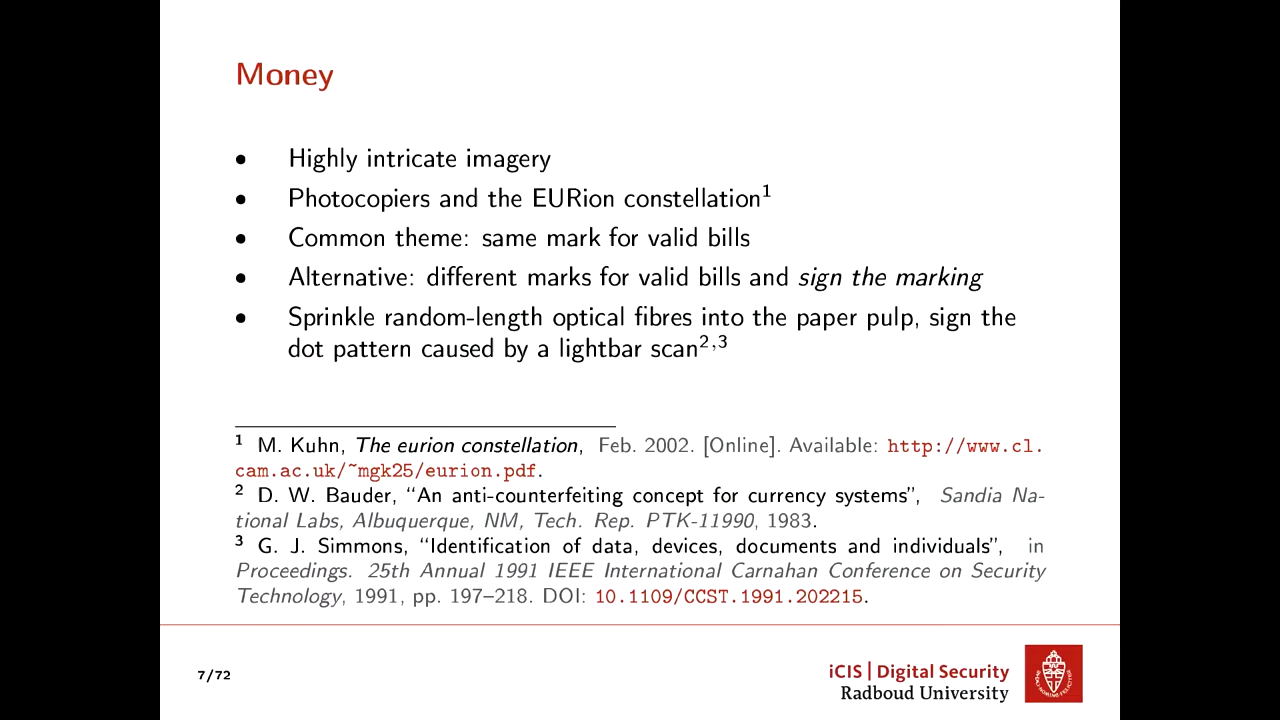 Money
• Highly intricate imagery
• Photocopiers and the EURion constellation¹
• Common theme: same mark for valid bills
• Alternative: different marks for valid bills and sign the marking
• Sprinkle random-length optical fibres into the paper pulp, sign the
dot pattern caused by a lightbar scan²,³
¹ M. Kuhn, The eurion constellation, Feb. 2002. [Online]. Available: http://www.cl.
cam.ac.uk/~mgk25/eurion.pdf.
² D. W. Bauder, “An anti-counterfeiting concept for currency systems”, Sandia Na-
tional Labs, Albuquerque, NM, Tech. Rep. PTK-11990, 1983.
³ G. J. Simmons, “Identification of data, devices, documents and individuals”, in
Proceedings. 25th Annual 1991 IEEE International Carnahan Conference on Security
Technology, 1991, pp. 197–218. DOI: 10.1109/CCST.1991.202215.
7/72
iCIS | Digital Security
Radboud University